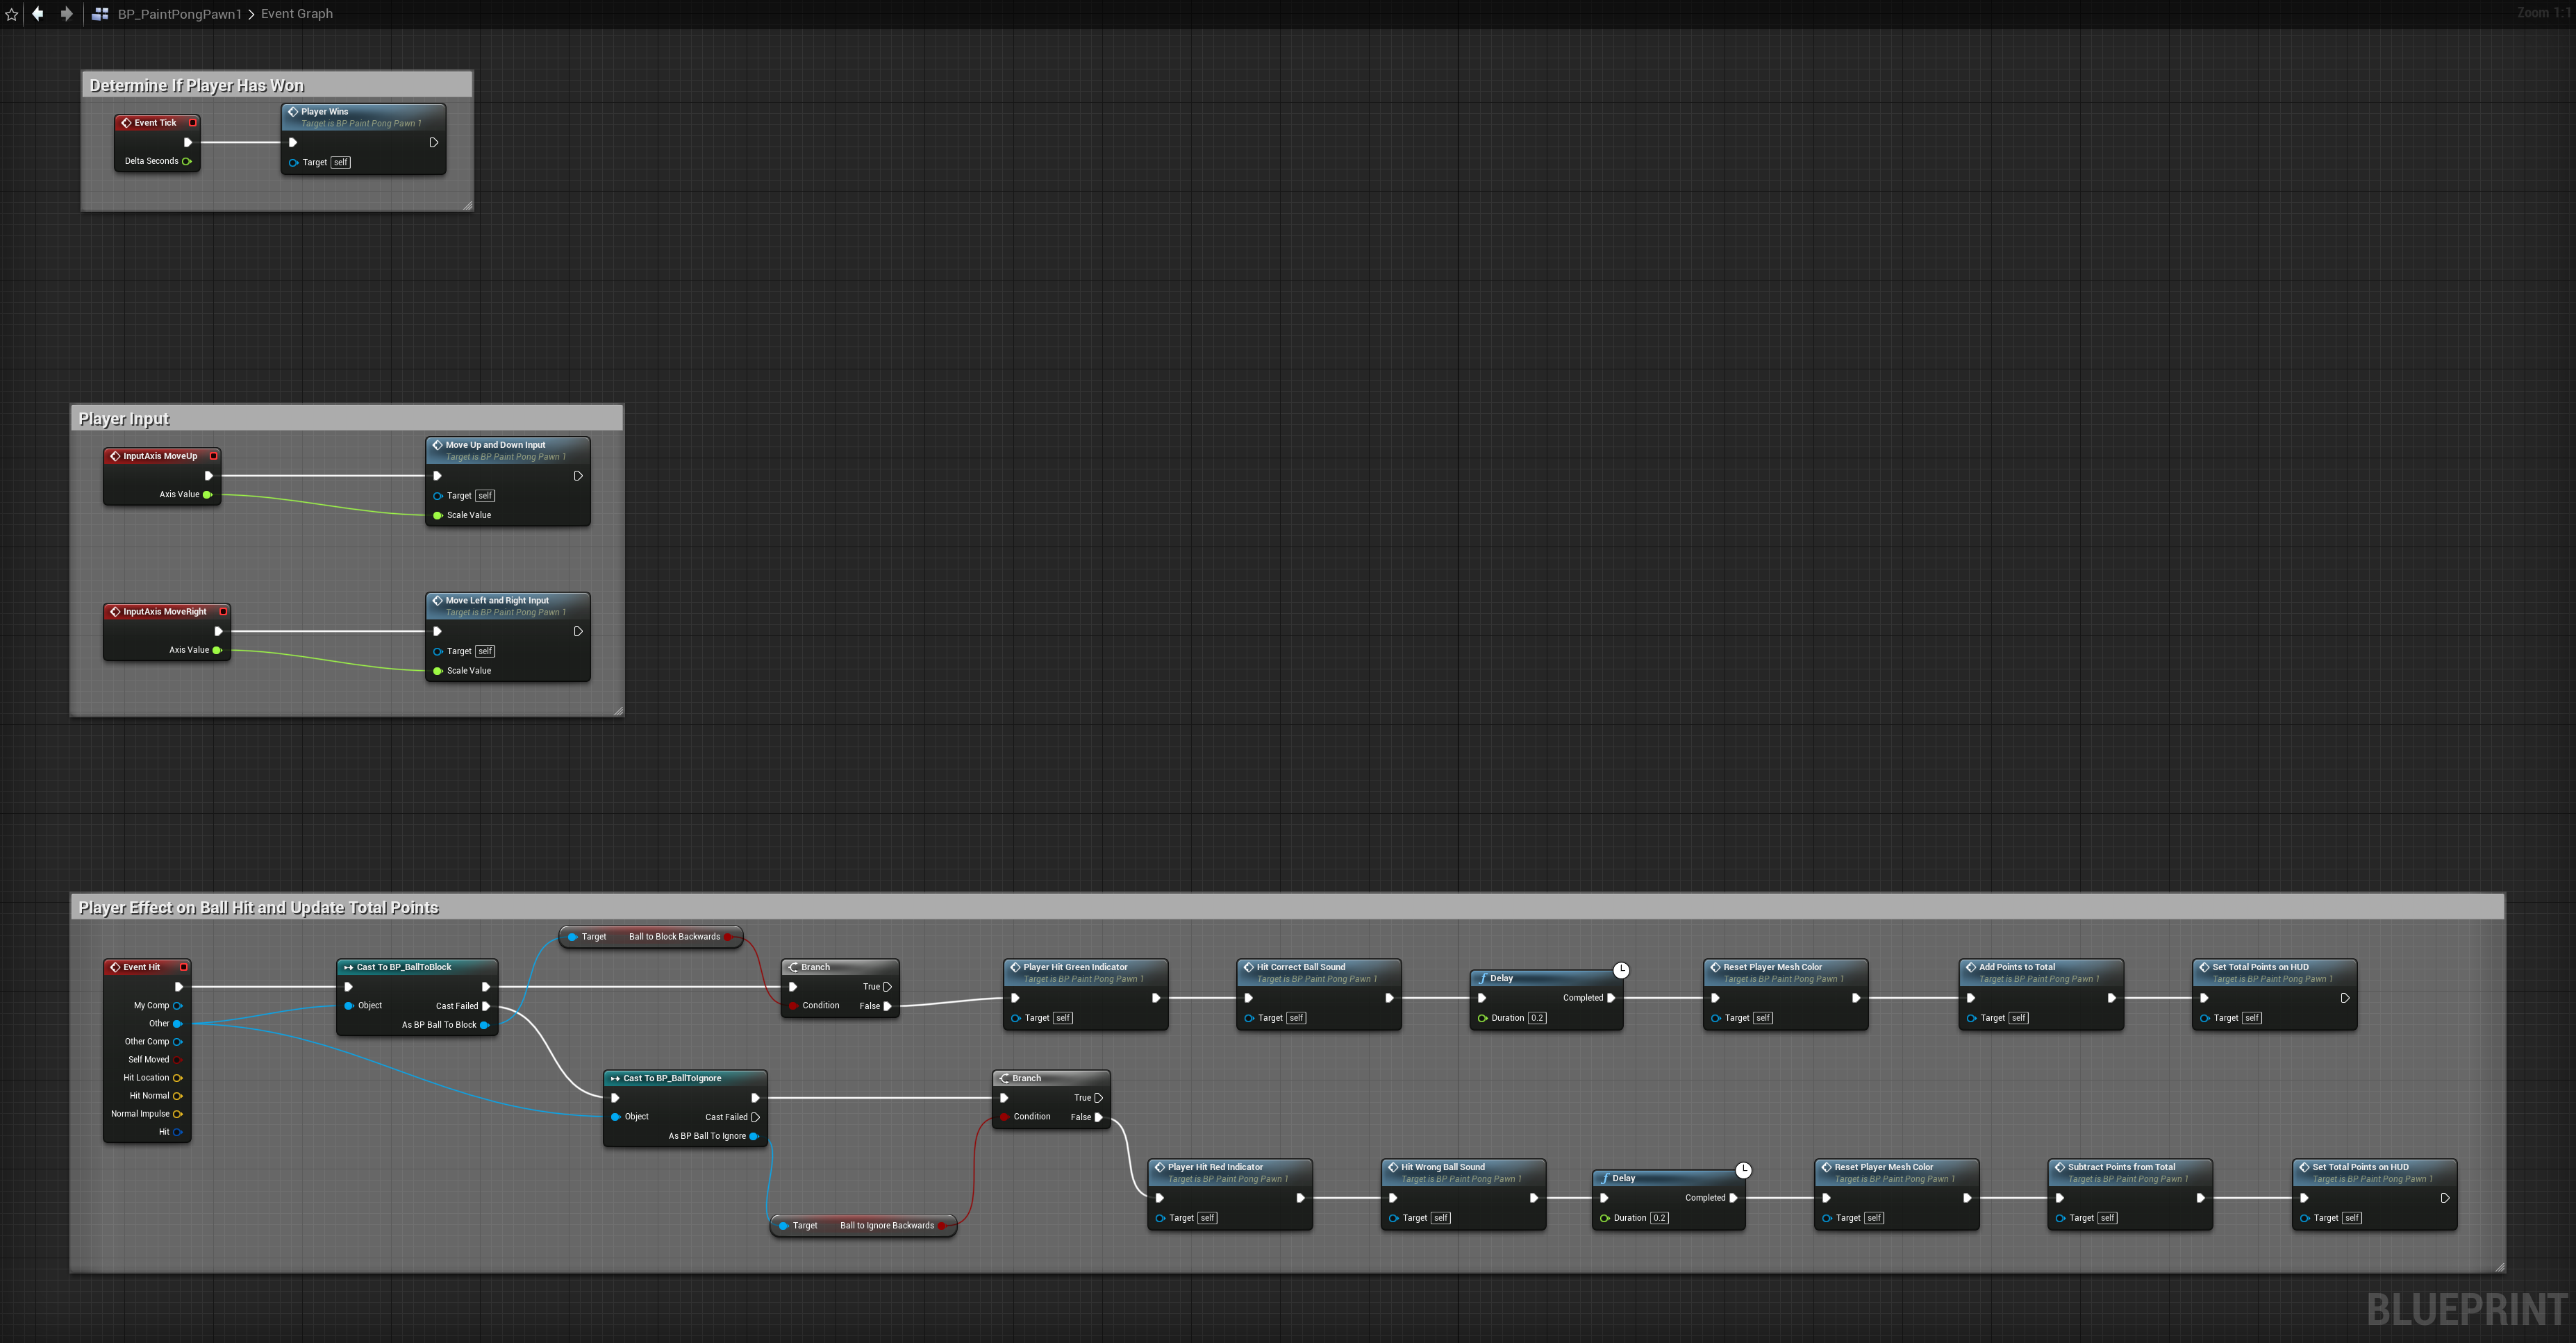 BP_PaintPongPawn1 > Event Graph
Zoom 1:1
Determine If Player Has Won
Event Tick
Delta Seconds
Player Wins
Target is BP Paint Pong Pawn 1
Target self
Player Input
InputAxis MoveUp
Axis Value
Move Up and Down Input
Target is BP Paint Pong Pawn 1
Target self
Scale Value
InputAxis MoveRight
Axis Value
Move Left and Right Input
Target is BP Paint Pong Pawn 1
Target self
Scale Value
Player Effect on Ball Hit and Update Total Points
Event Hit
My Comp
Other
Other Comp
Self Moved
Hit Location
Hit Normal
Normal Impulse
Hit
Cast To BP_BallToBlock
Object
Cast Failed
As BP Ball To Block
Target Ball to Block Backwards
Branch
True
Condition False
Player Hit Green Indicator
Target is BP Paint Pong Pawn 1
Target self
Hit Correct Ball Sound
Target is BP Paint Pong Pawn 1
Target self
Delay
Completed
Duration 0.2
Reset Player Mesh Color
Target is BP Paint Pong Pawn 1
Target self
Add Points to Total
Target is BP Paint Pong Pawn 1
Target self
Set Total Points on HUD
Target is BP Paint Pong Pawn 1
Target self
Cast To BP_BallToIgnore
Object
Cast Failed
As BP Ball To Ignore
Target Ball to Ignore Backwards
Branch
True
Condition False
Player Hit Red Indicator
Target is BP Paint Pong Pawn 1
Target self
Hit Wrong Ball Sound
Target is BP Paint Pong Pawn 1
Target self
Delay
Completed
Duration 0.2
Reset Player Mesh Color
Target is BP Paint Pong Pawn 1
Target self
Subtract Points from Total
Target is BP Paint Pong Pawn 1
Target self
Set Total Points on HUD
Target is BP Paint Pong Pawn 1
Target self
BLUEPRINT